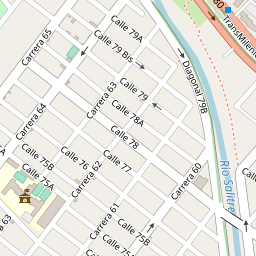 Calle 79A
80
TransMilenio
Carrera 65
Calle 79 Bis
Diagonal 79B
Calle 79
Carrera 63
Carrera 64
Calle 78A
Calle 78
Calle 76
Calle 77
Calle 75B
Calle 75A
Carrera 62
Carrera 60
Río Salitre
Carrera 61
Calle 75B
63